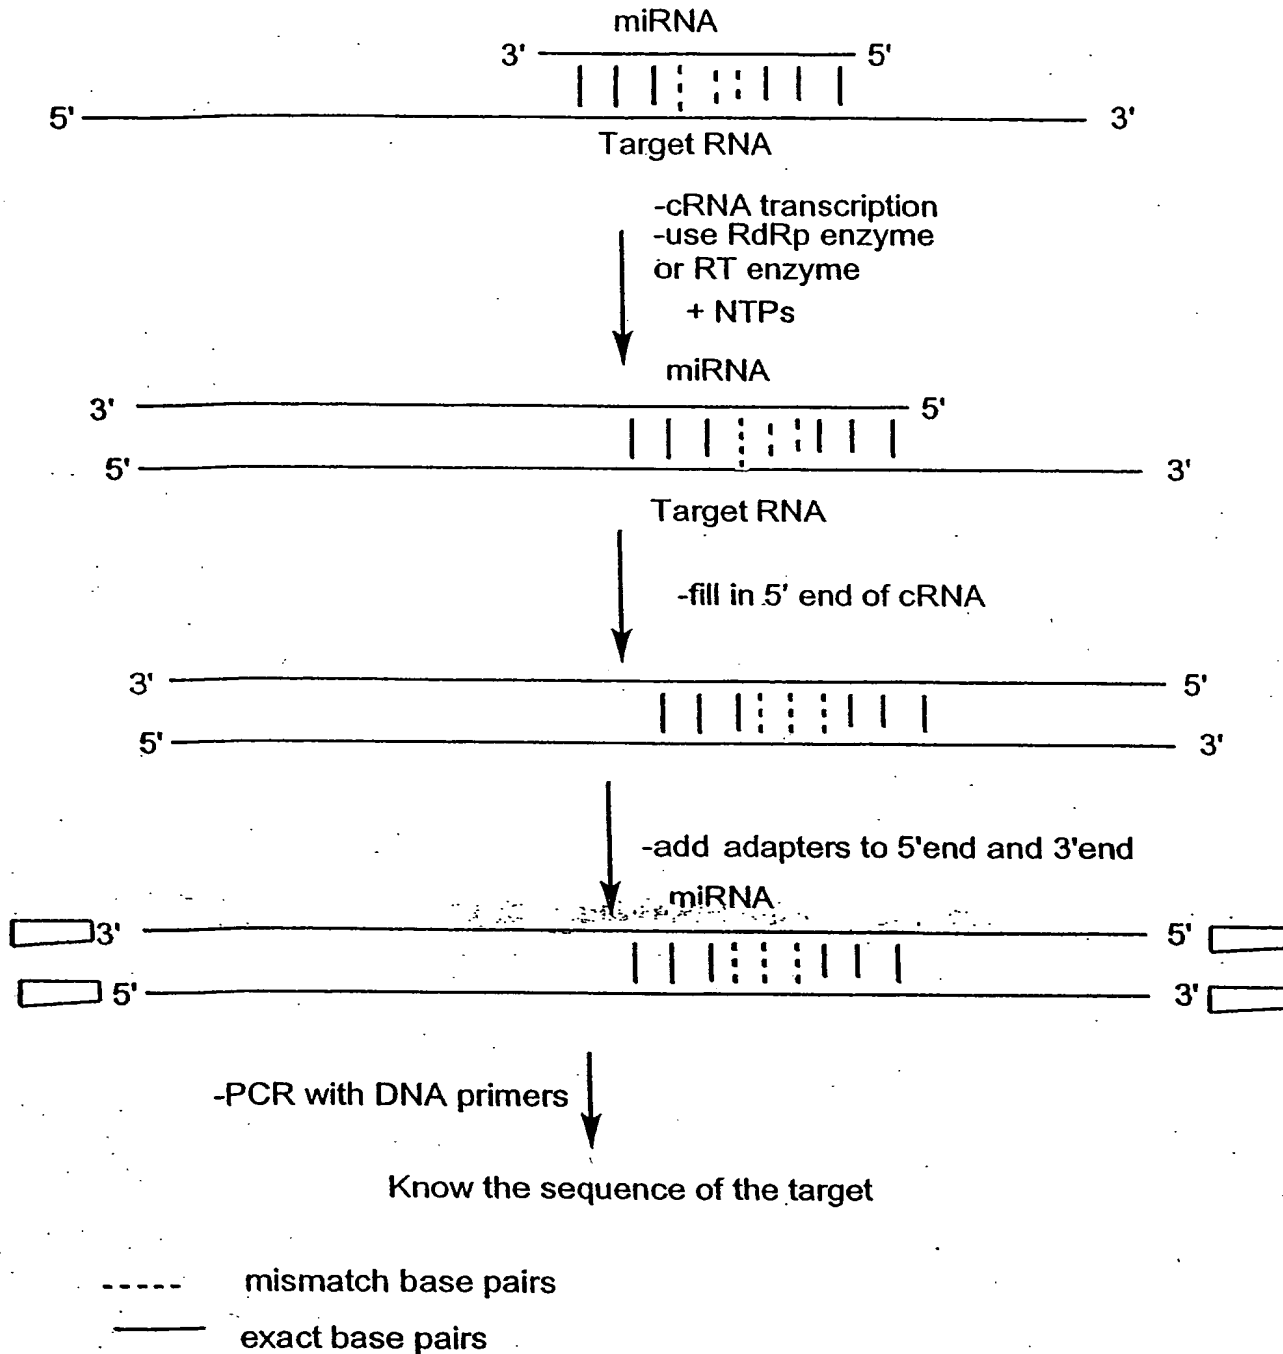 miRNA
3' 5'
5' 3'
Target RNA
-cRNA transcription
-use RdRp enzyme
or RT enzyme
+ NTPs
miRNA
3' 5'
5' 3'
Target RNA
-fill in 5' end of cRNA
3' 5'
5' 3'
-add adapters to 5'end and 3'end
miRNA
3' 5'
5' 3'
-PCR with DNA primers
Know the sequence of the target
mismatch base pairs
exact base pairs